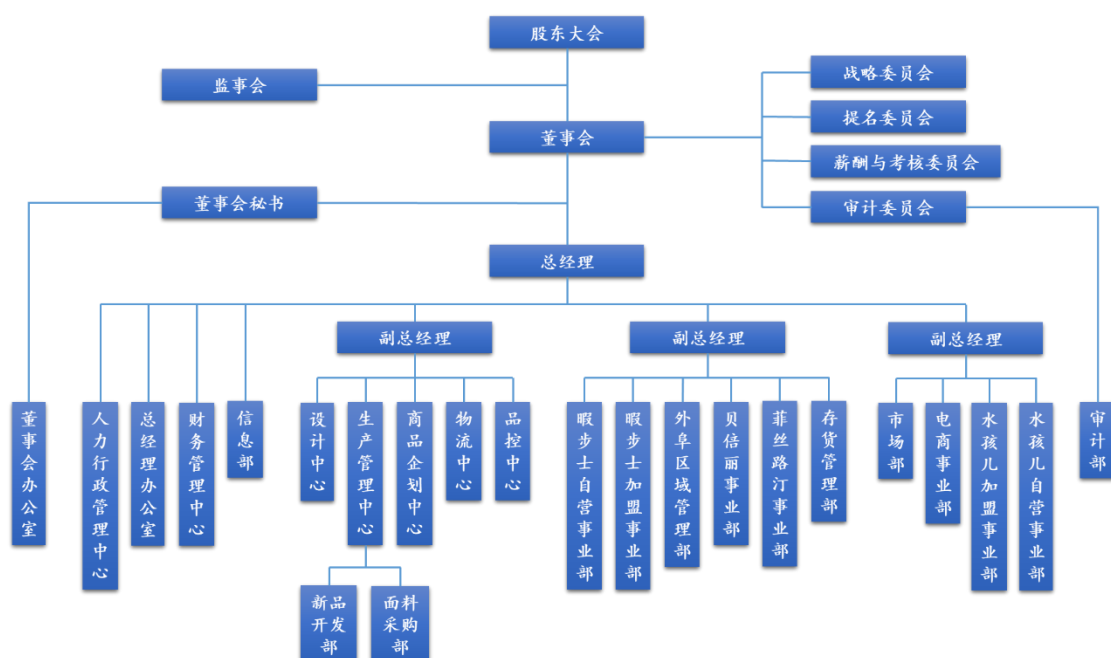 股东大会
监事会
战略委员会
提名委员会
董事会
薪酬与考核委员会
董事会秘书
审计委员会
总经理
副总经理
副总经理
副总经理
董事会办公室
人力行政管理中心
总经理办公室
财务管理中心
信息部
设计中心
生产管理中心
商品企划中心
物流中心
品控中心
暇步士自营事业部
暇步士加盟事业部
外阜区域管理部
贝倍丽事业部
菲丝路汀事业部
存货管理部
市场部
电商事业部
水孩儿加盟事业部
水孩儿自营事业部
审计部
新品
开发
部
面料
采购
部